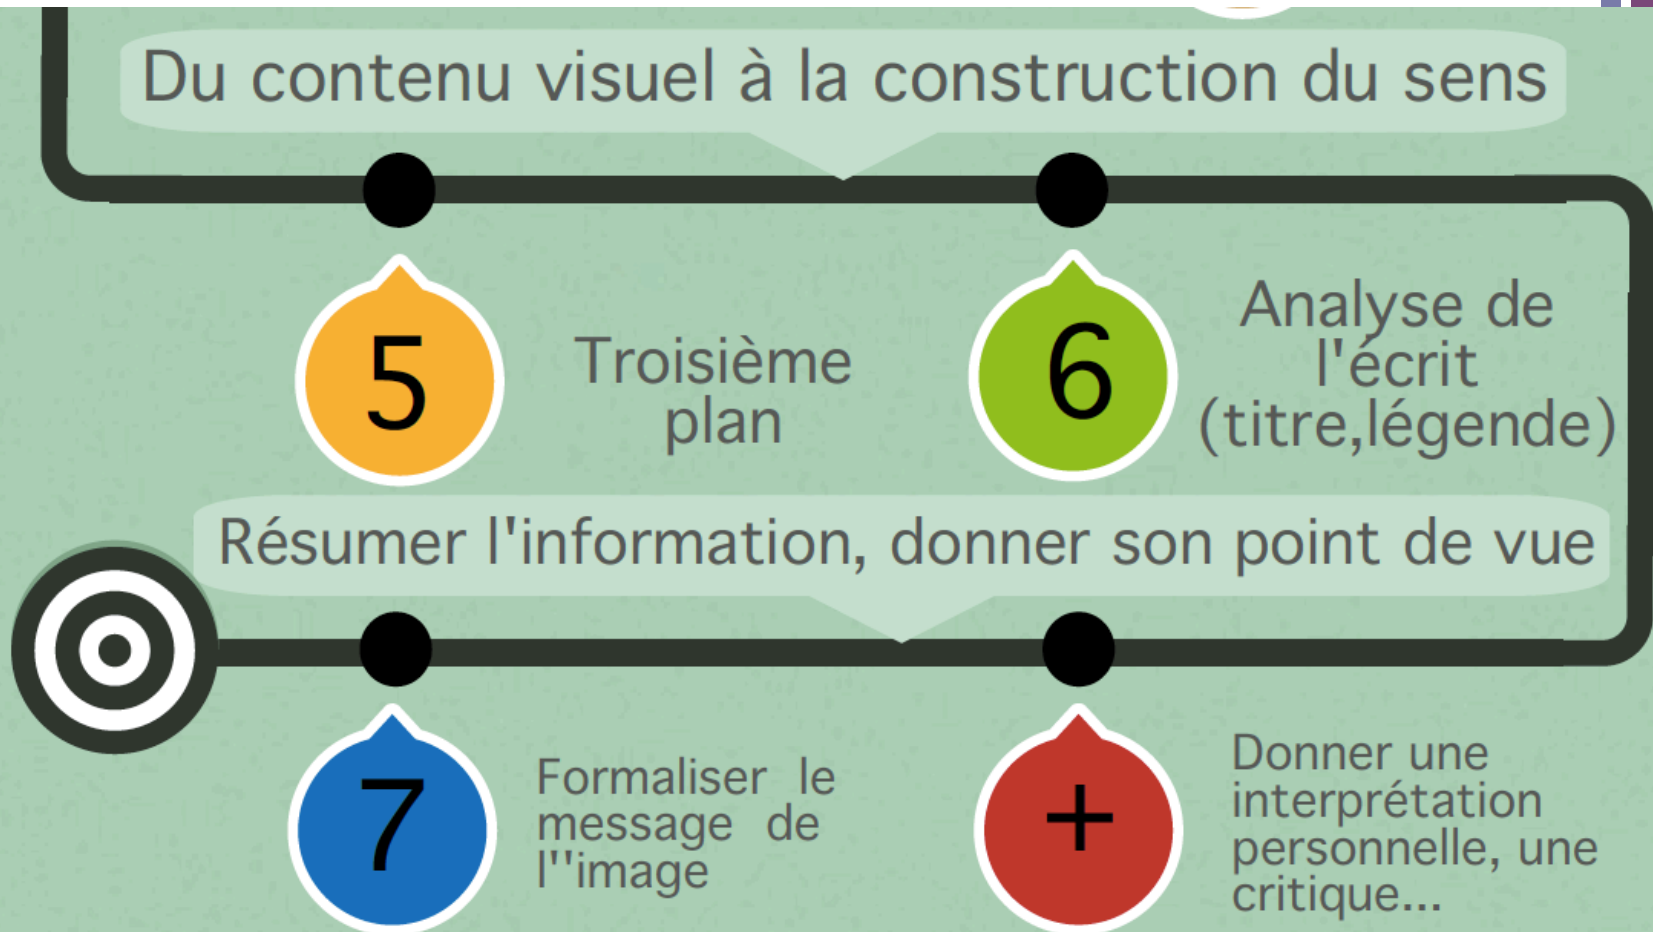 Du contenu visuel à la construction du sens
5
Troisième
plan
6
Analyse de
l'écrit
(titre,légende)
Résumer l'information, donner son point de vue
7
Formaliser le
message de
l''image
+
Donner une
interprétation
personnelle, une
critique...